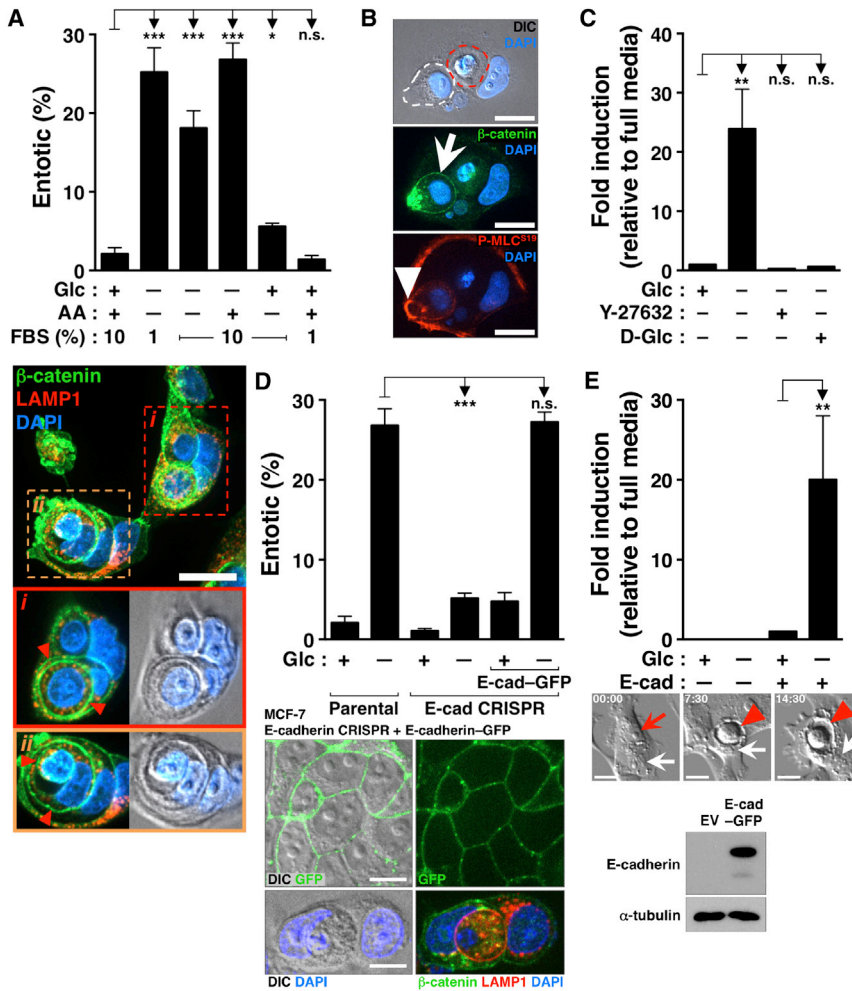 A
*** *** *** * n.s.
30
20
10
0
Entotic (%)
Glc : + – – – + +
AA : + – – + – +
FBS (%) : 10 1 10 1
β-catenin
LAMP1
DAPI
i
ii
i
ii
B
DIC
DAPI
β-catenin
DAPI
P-MLC^S19
DAPI
C
** n.s. n.s.
40
30
20
10
0
Fold induction
(relative to full media)
Glc : + – – –
Y-27632 : – – + –
D-Glc : – – – +
D
*** n.s.
30
20
10
0
Entotic (%)
Glc : + – + – + –
E-cad–GFP
Parental E-cad CRISPR
MCF-7
E-cadherin CRISPR + E-cadherin–GFP
DIC GFP
GFP
DIC DAPI
β-catenin LAMP1 DAPI
E
**
30
20
10
0
Fold induction
(relative to full media)
Glc : + – + –
E-cad : – – + +
00:00 7:30 14:30
E-cad
EV –GFP
E-cadherin
α-tubulin